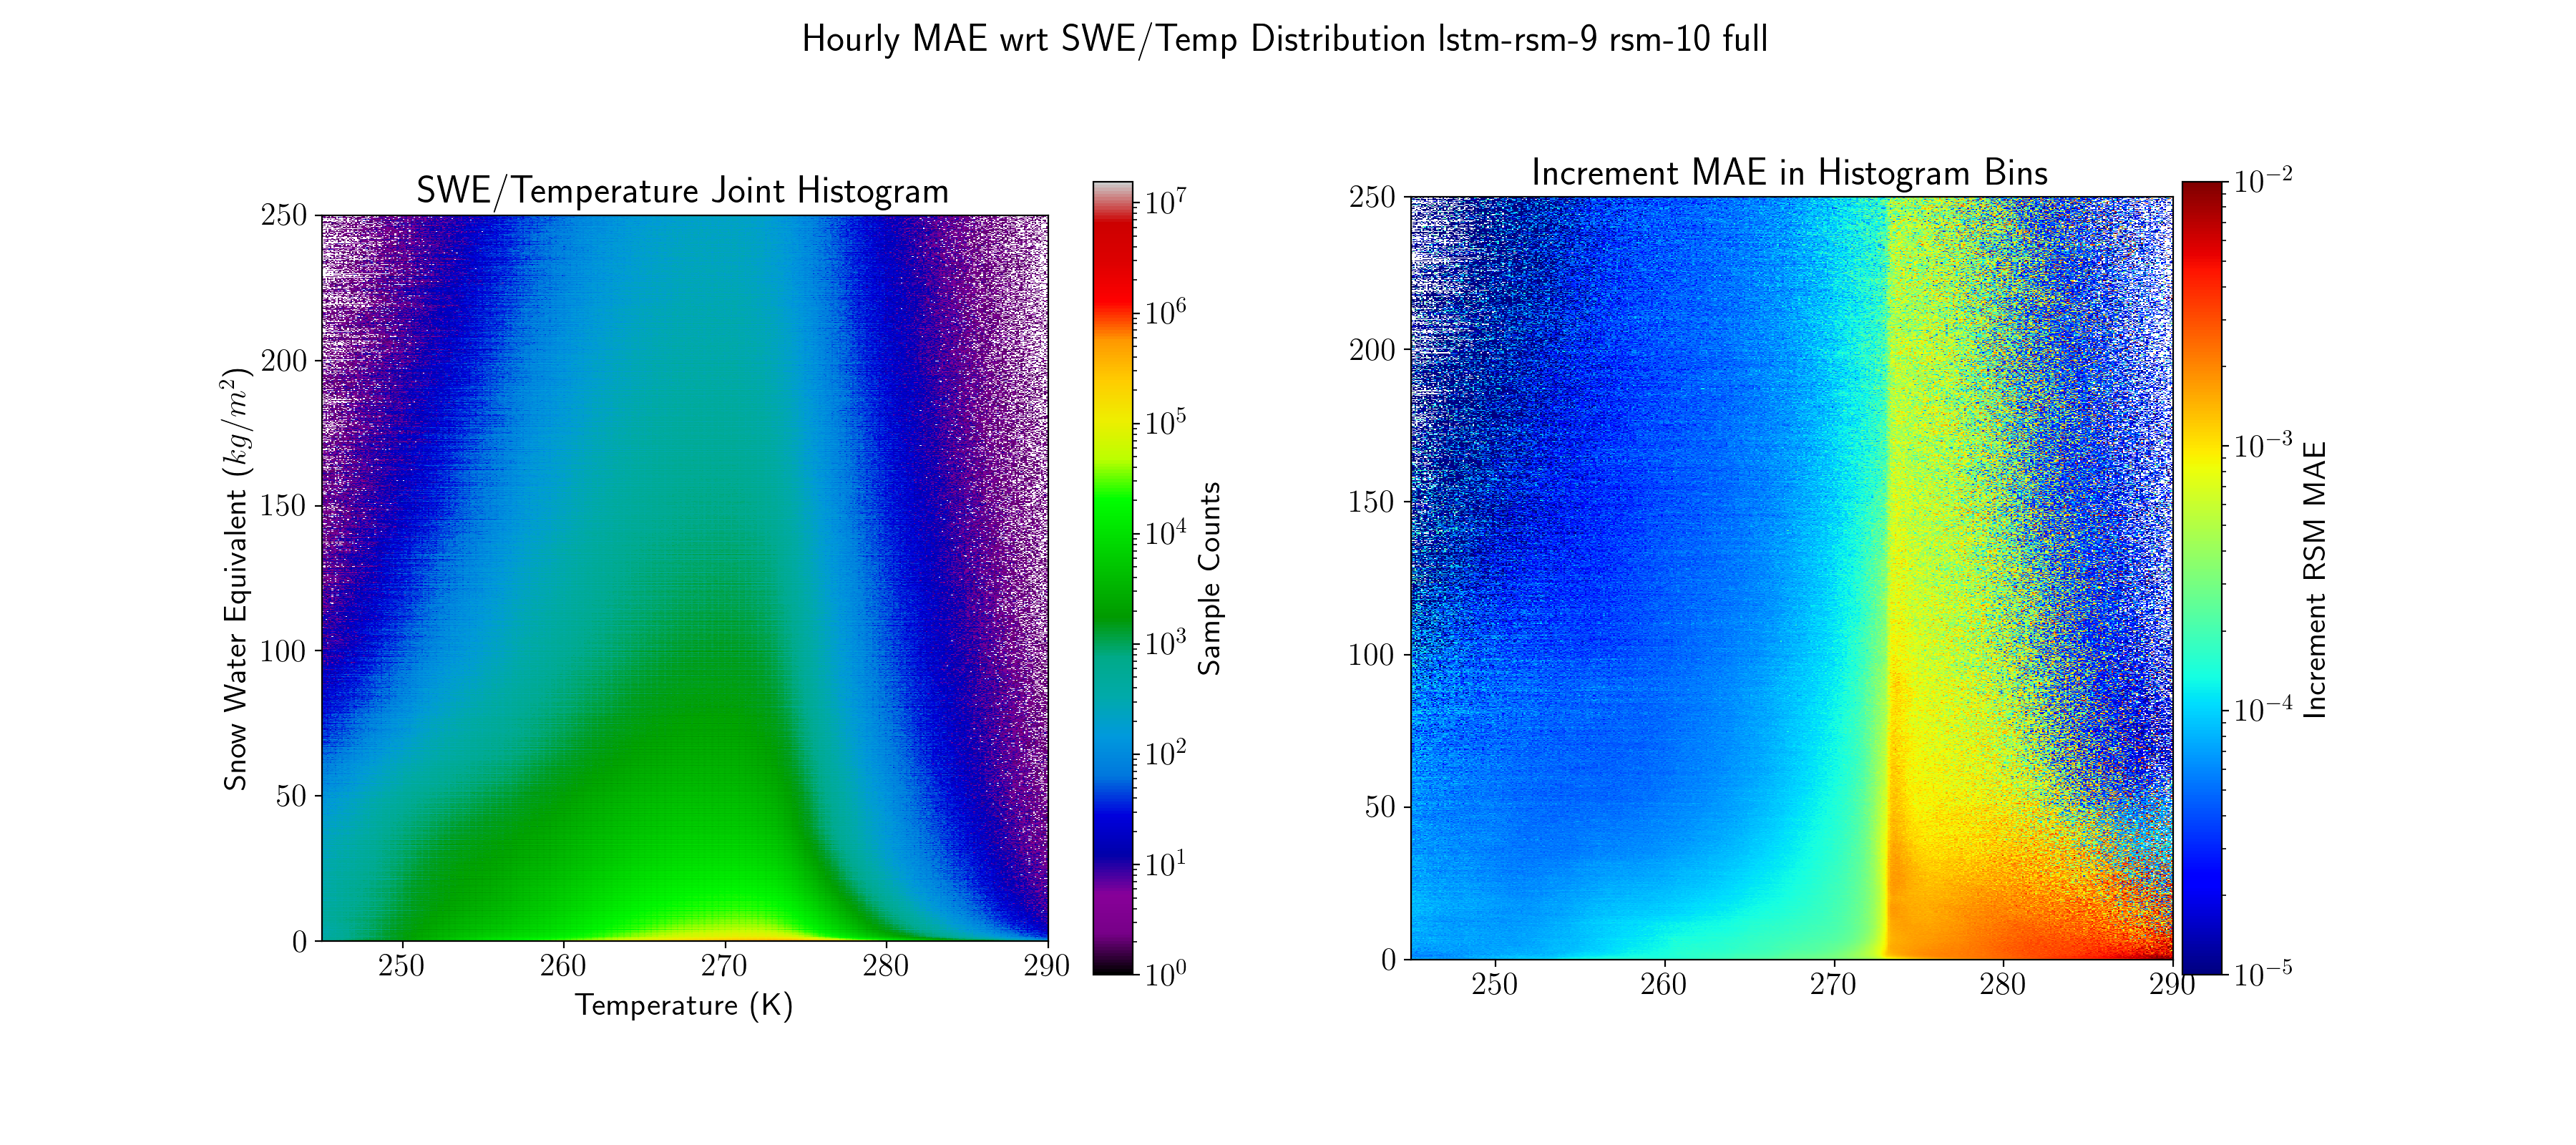 Hourly MAE wrt SWE/Temp Distribution lstm-rsm-9 rsm-10 full
SWE/Temperature Joint Histogram
Snow Water Equivalent (kg/m²)
250
200
150
100
50
0
250 260 270 280 290
Temperature (K)
10⁷
10⁶
10⁵
10⁴
10³
10²
10¹
10⁰
Sample Counts
Increment MAE in Histogram Bins
250
200
150
100
50
0
250 260 270 280 290
10⁻²
10⁻³
10⁻⁴
10⁻⁵
Increment RSM MAE